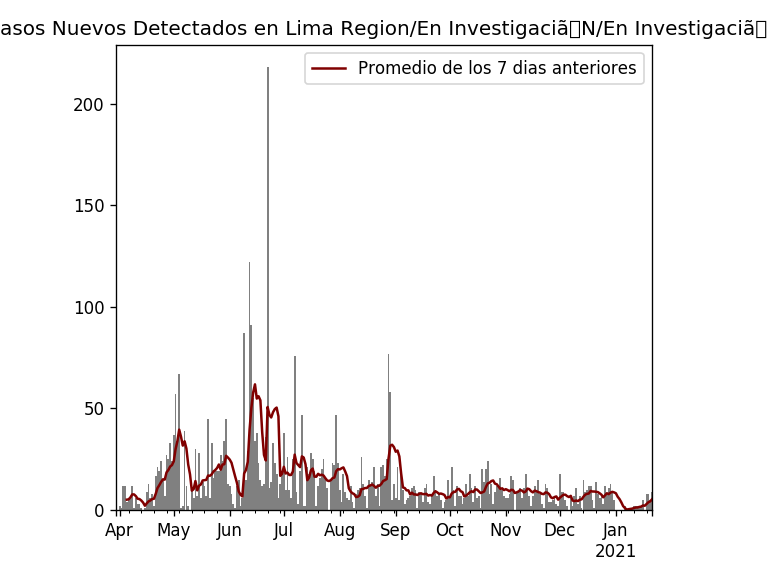 asos Nuevos Detectados en Lima Region/En Investigaciã▯N/En Investigaciã▯
Promedio de los 7 dias anteriores
200
150
100
50
0
Apr May Jun Jul Aug Sep Oct Nov Dec Jan
2021